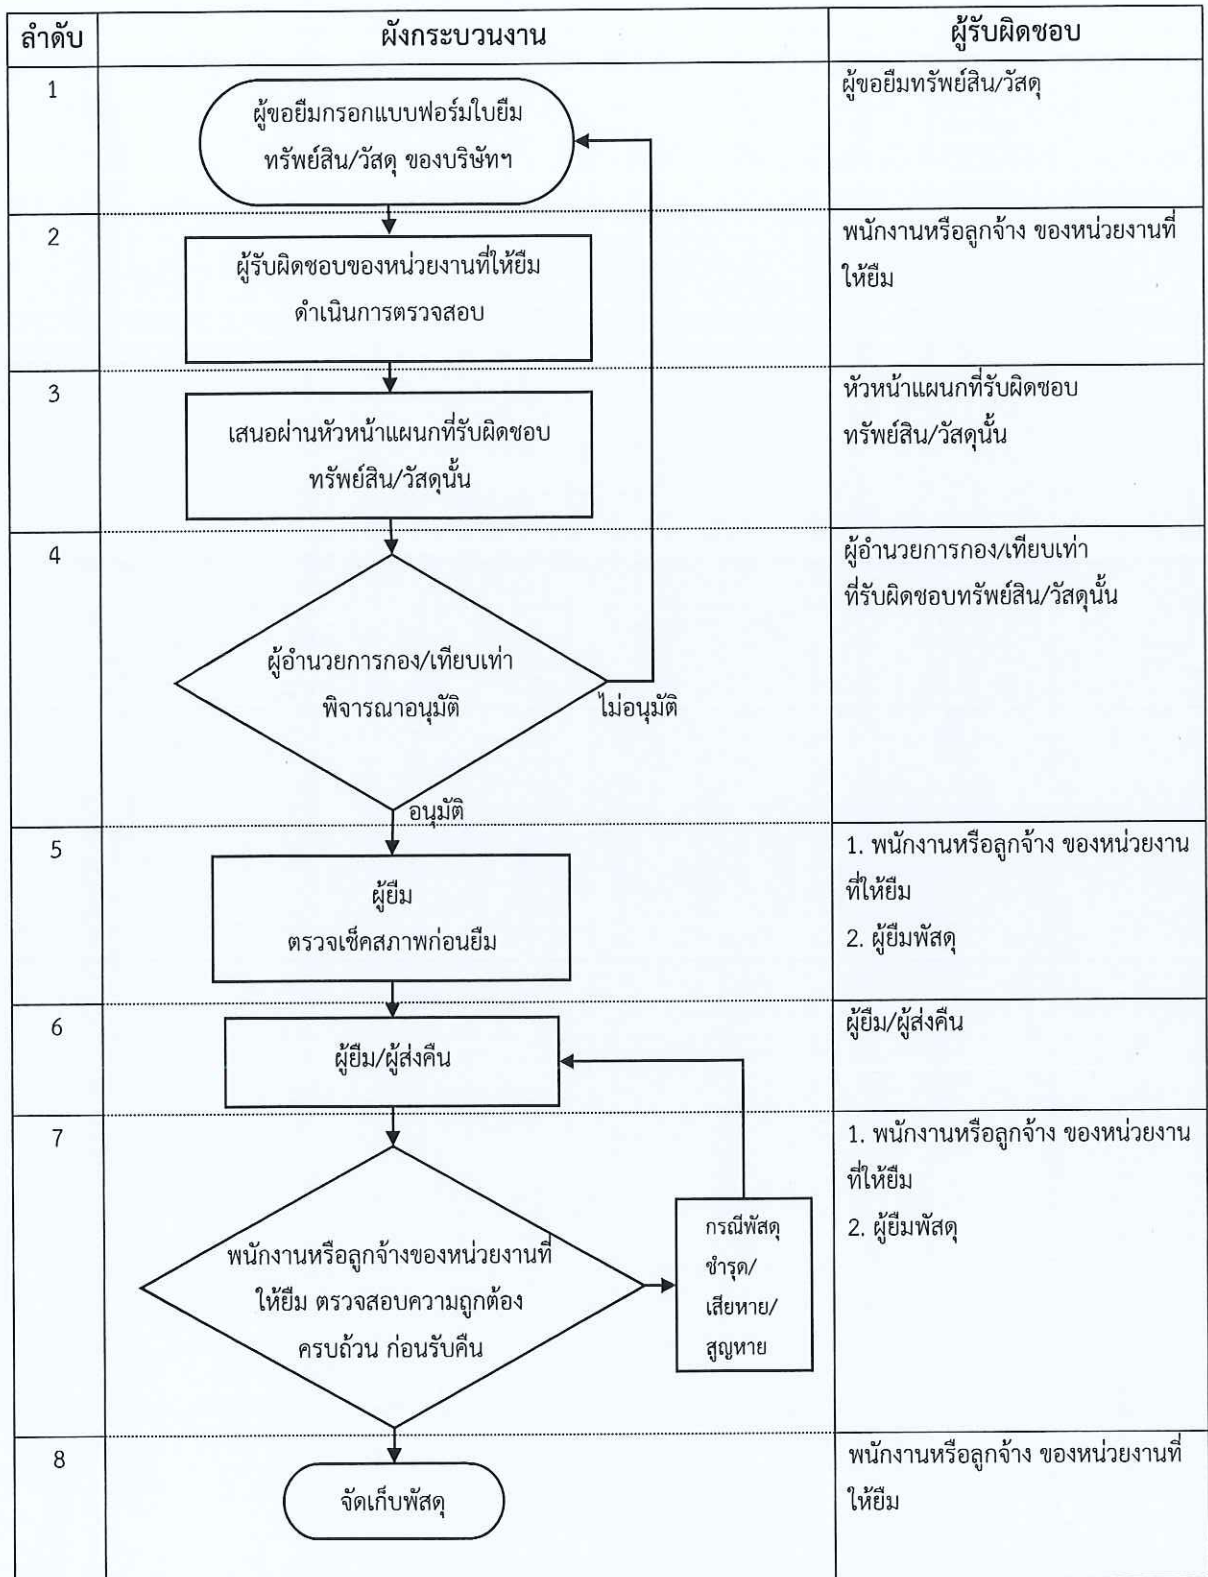 ลำดับ
ผังกระบวนงาน
ผู้รับผิดชอบ
1
ผู้ขอยืมกรอกแบบฟอร์มใบยืม
ทรัพย์สิน/วัสดุ ของบริษัทฯ
ผู้ขอยืมทรัพย์สิน/วัสดุ
2
ผู้รับผิดชอบของหน่วยงานที่ให้ยืม
ดำเนินการตรวจสอบ
พนักงานหรือลูกจ้าง ของหน่วยงานที่
ให้ยืม
3
เสนอผ่านหัวหน้าแผนกที่รับผิดชอบ
ทรัพย์สิน/วัสดุนั้น
หัวหน้าแผนกที่รับผิดชอบ
ทรัพย์สิน/วัสดุนั้น
4
ผู้อำนวยการกอง/เทียบเท่า
พิจารณาอนุมัติ
ไม่อนุมัติ
อนุมัติ
ผู้อำนวยการกอง/เทียบเท่า
ที่รับผิดชอบทรัพย์สิน/วัสดุนั้น
5
ผู้ยืม
ตรวจเช็คสภาพก่อนยืม
1. พนักงานหรือลูกจ้าง ของหน่วยงาน
ที่ให้ยืม
2. ผู้ยืมพัสดุ
6
ผู้ยืม/ผู้ส่งคืน
ผู้ยืม/ผู้ส่งคืน
7
พนักงานหรือลูกจ้างของหน่วยงานที่
ให้ยืม ตรวจสอบความถูกต้อง
ครบถ้วน ก่อนรับคืน
กรณีพัสดุ
ชำรุด/
เสียหาย/
สูญหาย
1. พนักงานหรือลูกจ้าง ของหน่วยงาน
ที่ให้ยืม
2. ผู้ยืมพัสดุ
8
จัดเก็บพัสดุ
พนักงานหรือลูกจ้าง ของหน่วยงานที่
ให้ยืม